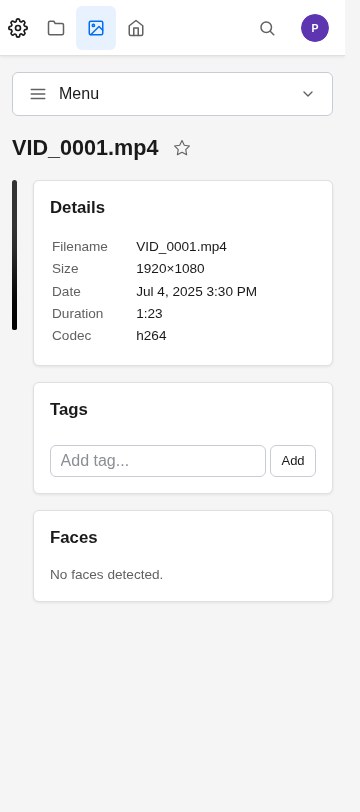 P
Menu
VID_0001.mp4
Details
Filename VID_0001.mp4
Size 1920×1080
Date Jul 4, 2025 3:30 PM
Duration 1:23
Codec h264
Tags
Add tag... Add
Faces
No faces detected.